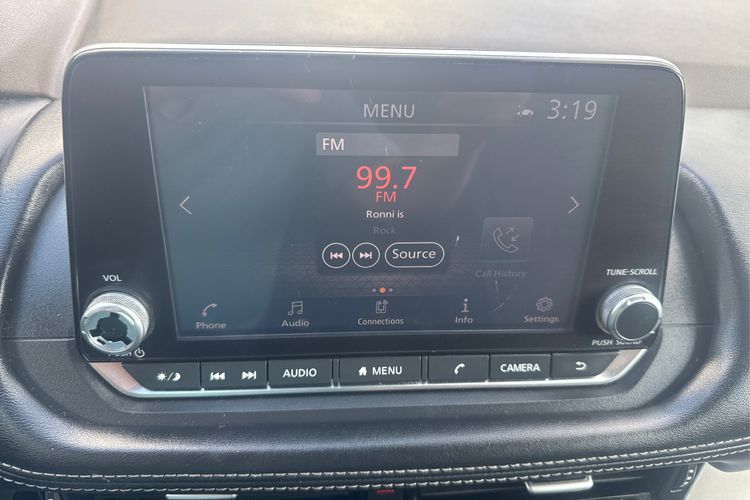 MENU
3:19
FM
99.7
FM
Ronni is
Rock
Source
Call History
Phone
Audio
Connections
Info
Settings
VOL
TUNE·SCROLL
PUSH·SOUND
AUDIO
MENU
CAMERA